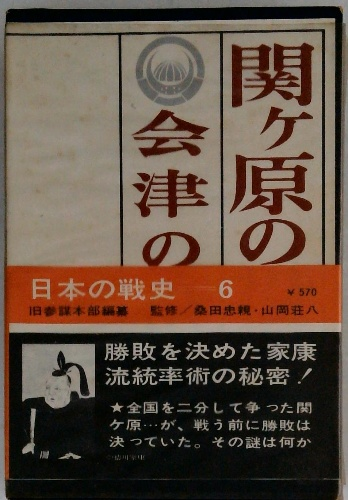 関ケ原の
会津の
日本の戦史 6
¥570
旧参謀本部編纂 監修/桑田忠親・山岡荘八
勝敗を決めた家康
流統率術の秘密!
★全国を二分して争った関
ケ原…が、戦う前に勝敗は
決っていた。その謎は何か